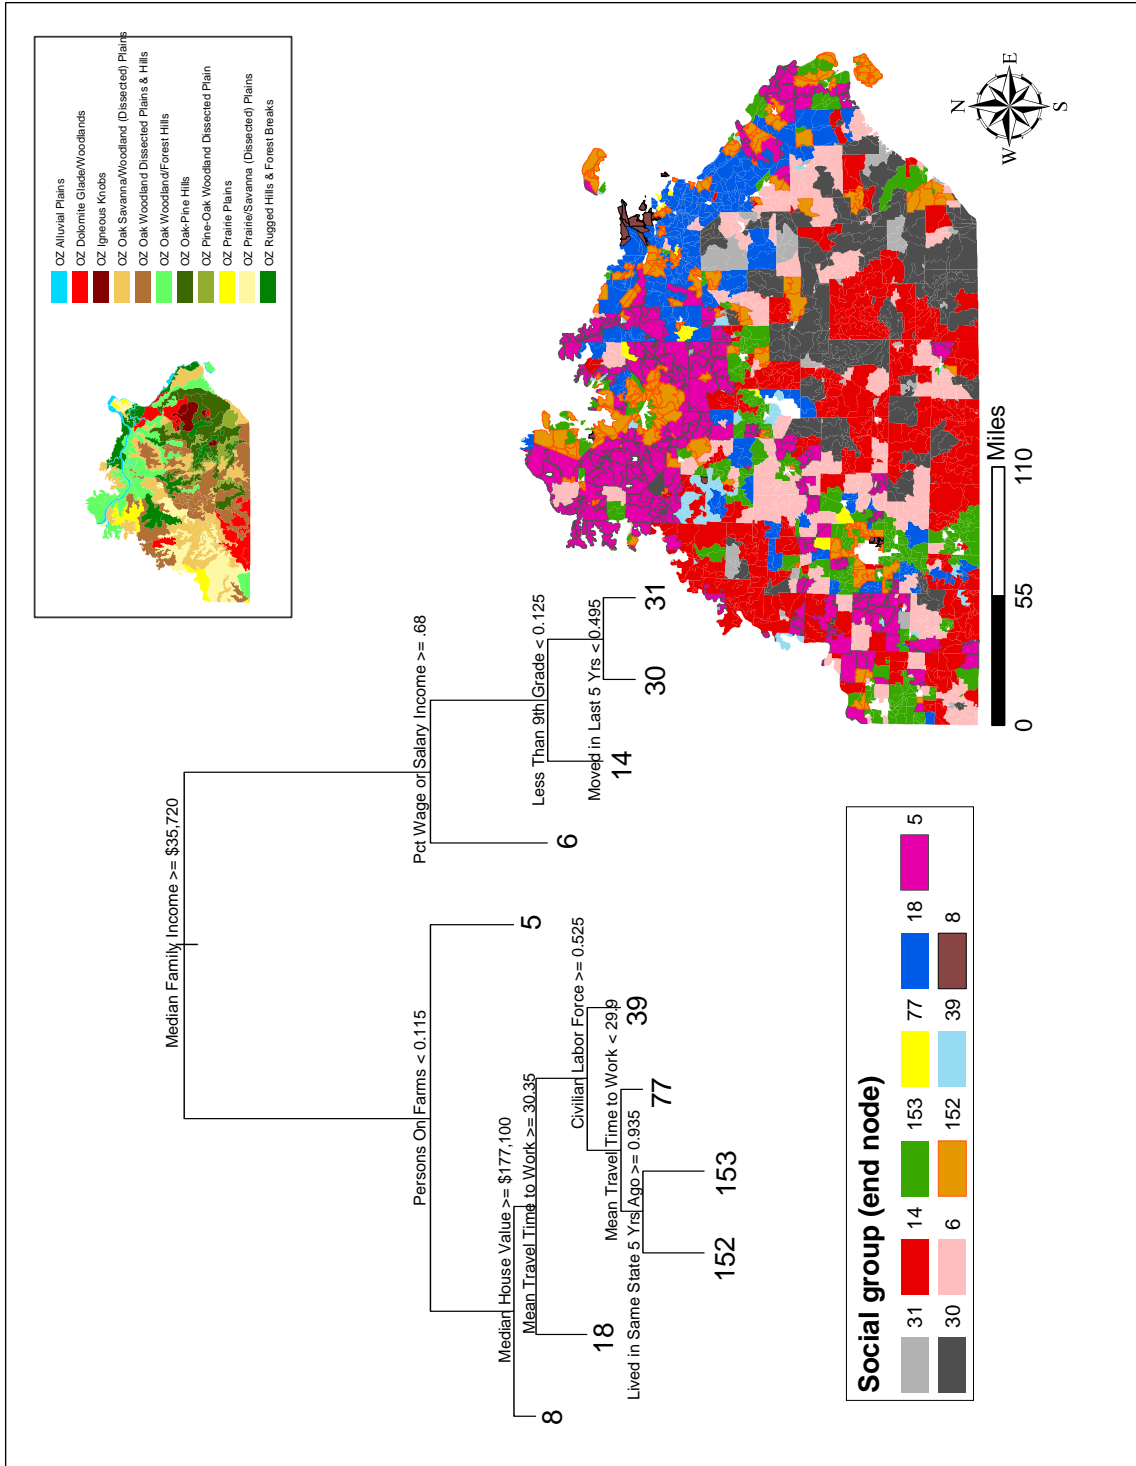 OZ Alluvial Plains
OZ Dolomite Glade/Woodlands
OZ Igneous Knobs
OZ Oak Savanna/Woodland (Dissected) Plains
OZ Oak Woodland Dissected Plains & Hills
OZ Oak Woodland/Forest Hills
OZ Oak-Pine Hills
OZ Pine-Oak Woodland Dissected Plain
OZ Prairie Plains
OZ Prairie/Savanna (Dissected) Plains
OZ Rugged Hills & Forest Breaks
Median Family Income >= $35,720
Persons On Farms < 0.115
Pct Wage or Salary Income >= .68
Median House Value >= $177,100
5
6
Less Than 9th Grade < 0.125
8
Mean Travel Time to Work >= 30.35
14
Moved in Last 5 Yrs < 0.495
18
Civilian Labor Force >= 0.525
30
31
Mean Travel Time to Work < 29.9
39
Lived in Same State 5 Yrs Ago >= 0.935
77
152
153
N
W
E
S
0
55
110
Miles
Social group (end node)
31
14
153
77
18
5
30
6
152
39
8